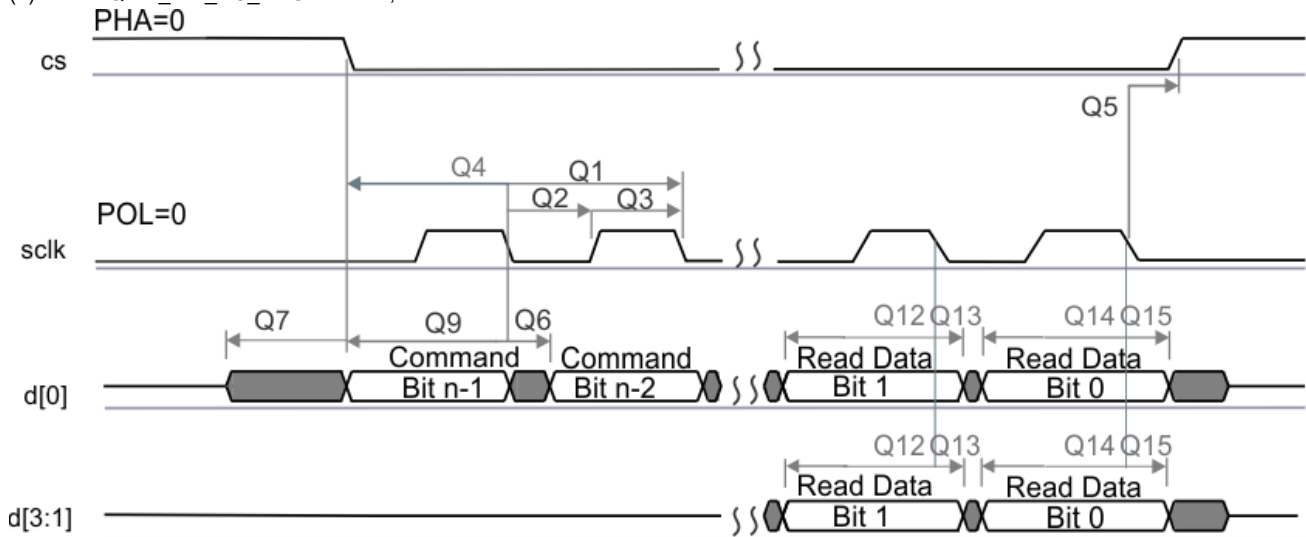 PHA=0
cs
Q5
Q4 Q1
Q2 Q3
POL=0
sclk
Q7 Q9 Q6 Q12 Q13 Q14 Q15
Command Command Read Data Read Data
d[0] Bit n-1 Bit n-2 Bit 1 Bit 0
Q12 Q13 Q14 Q15
Read Data Read Data
d[3:1] Bit 1 Bit 0